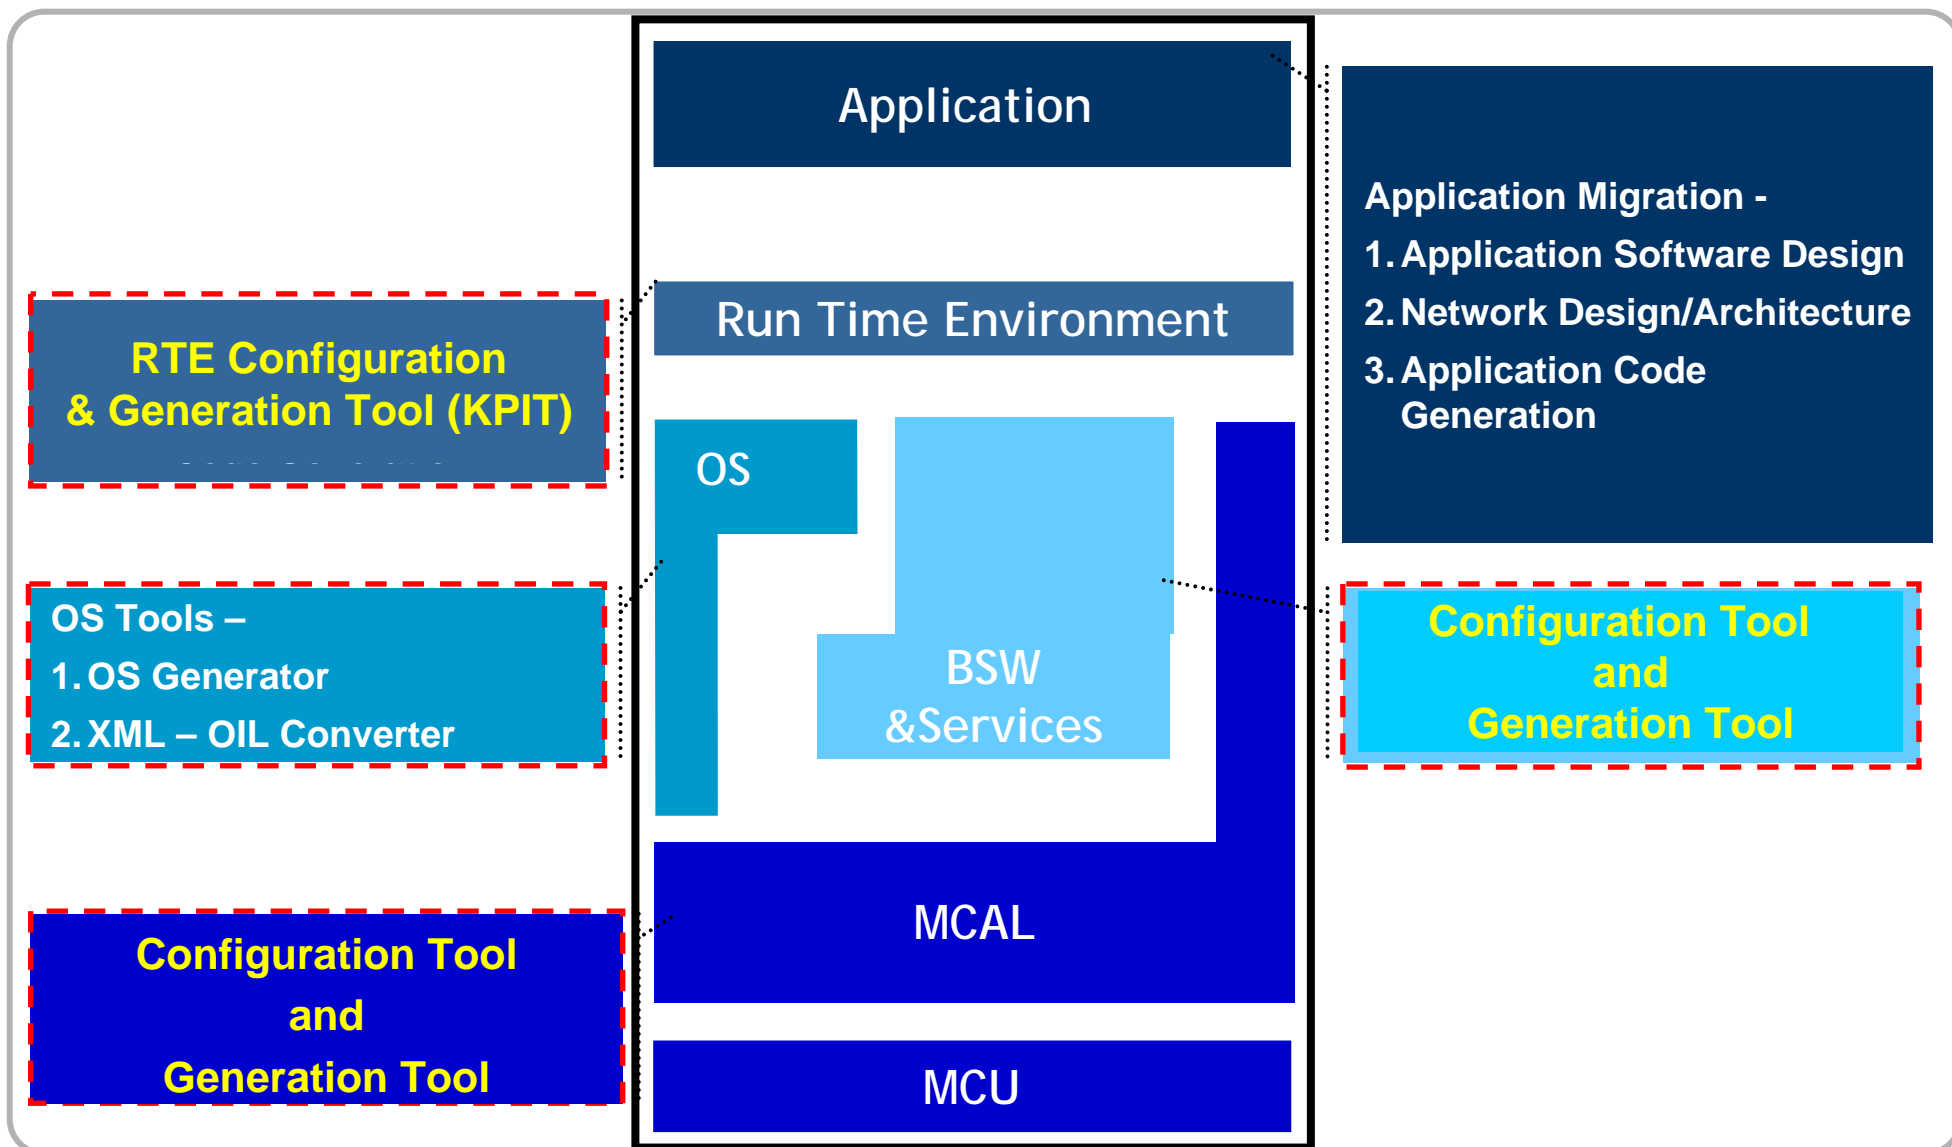 Application
Application Migration -
1. Application Software Design
2. Network Design/Architecture
3. Application Code
Generation
Run Time Environment
RTE Configuration
& Generation Tool (KPIT)
OS
OS Tools –
1. OS Generator
2. XML – OIL Converter
BSW
&Services
Configuration Tool
and
Generation Tool
MCAL
Configuration Tool
and
Generation Tool
MCU